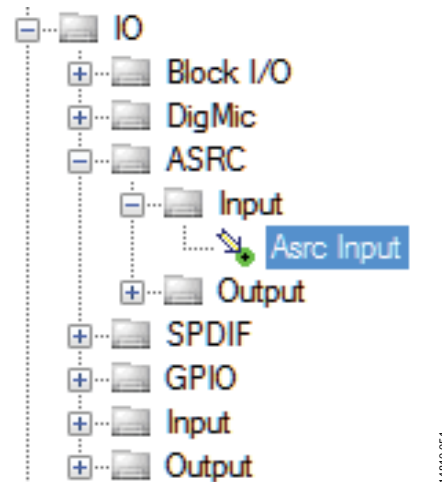 IO
Block I/O
DigMic
ASRC
Input
Asrc Input
Output
SPDIF
GPIO
Input
Output